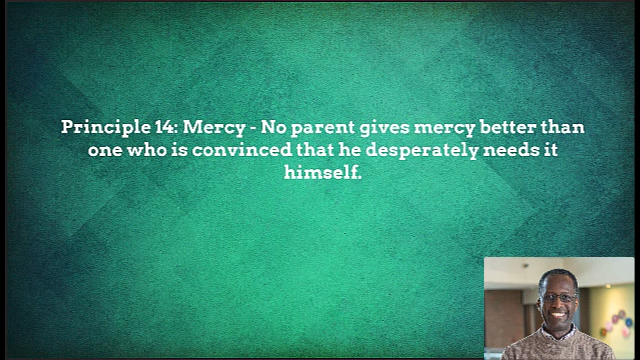 Principle 14: Mercy - No parent gives mercy better than
one who is convinced that he desperately needs it
himself.